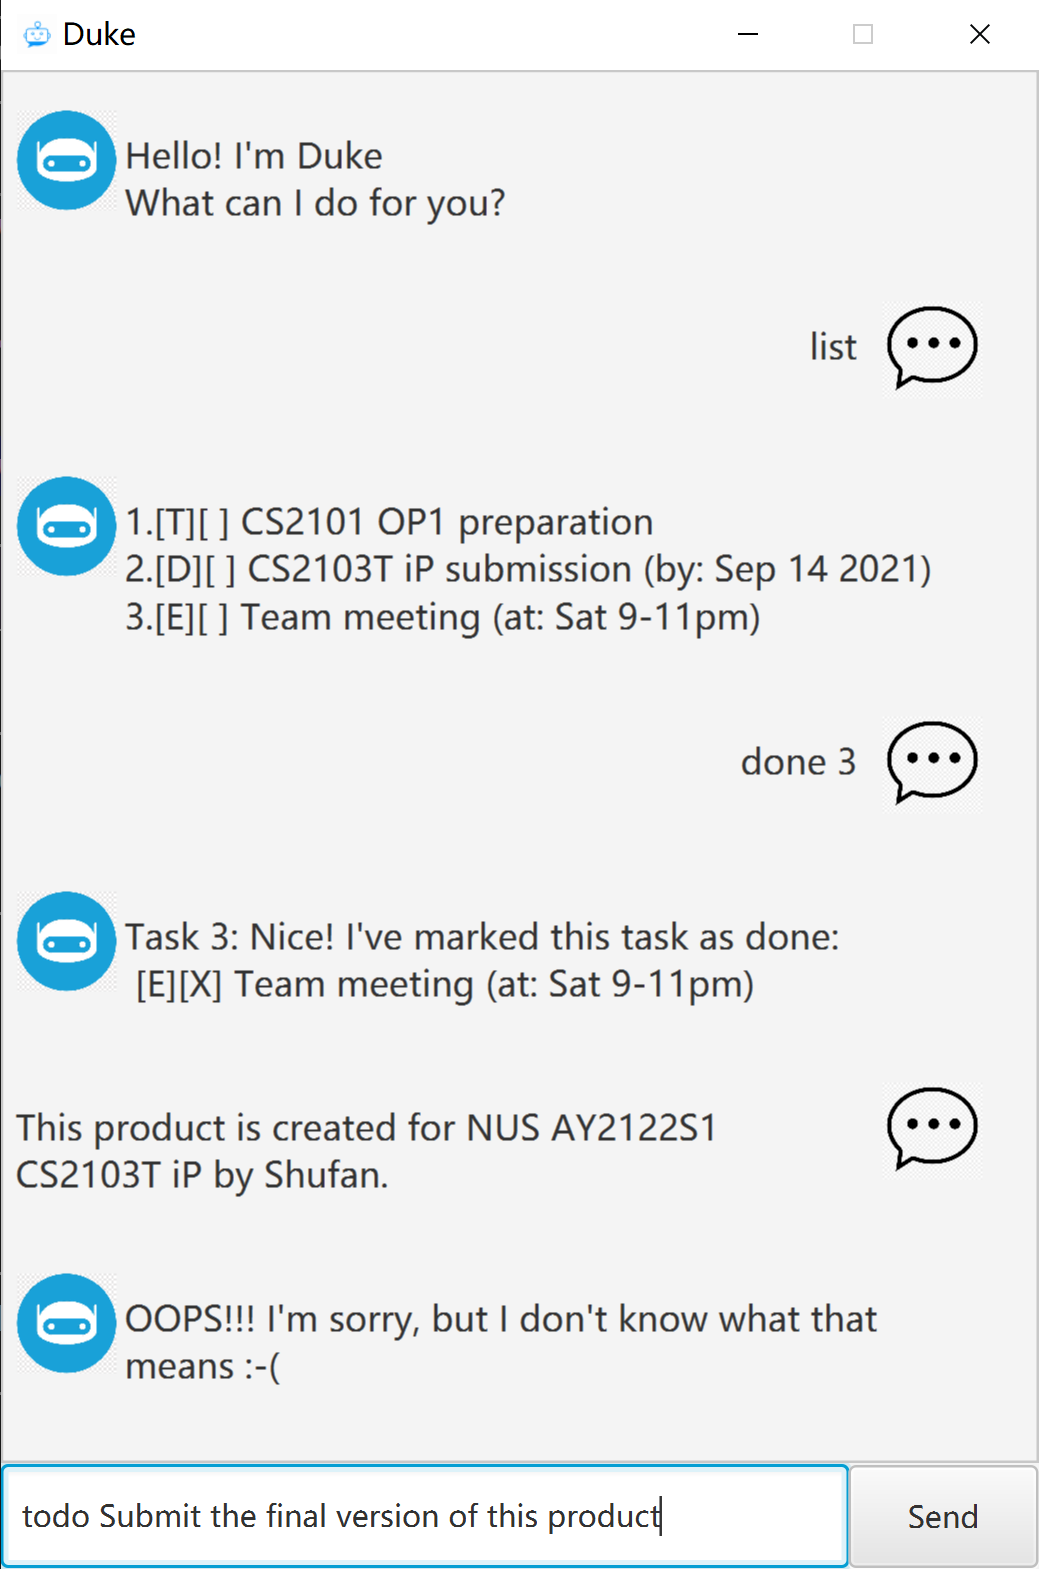 Duke
Hello! I'm Duke
What can I do for you?
list
1.[T][ ] CS2101 OP1 preparation
2.[D][ ] CS2103T iP submission (by: Sep 14 2021)
3.[E][ ] Team meeting (at: Sat 9-11pm)
done 3
Task 3: Nice! I've marked this task as done:
[E][X] Team meeting (at: Sat 9-11pm)
This product is created for NUS AY2122S1
CS2103T iP by Shufan.
OOPS!!! I'm sorry, but I don't know what that
means :-(
todo Submit the final version of this product
Send